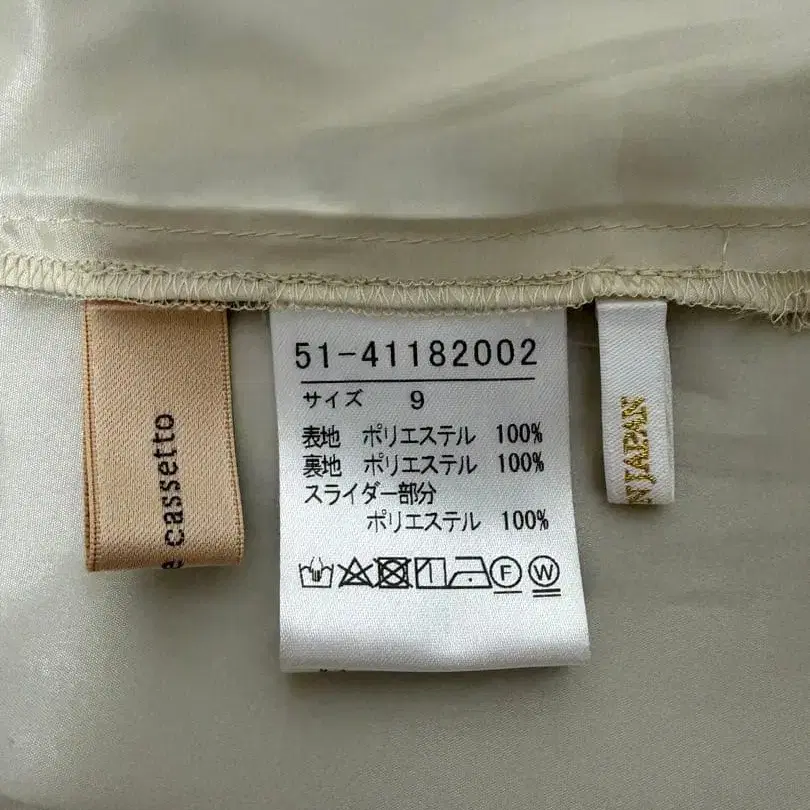 51-41182002
サイズ 9
表地 ポリエステル 100%
裏地 ポリエステル 100%
スライダー部分
ポリエステル 100%
F W
e cassetto
N JAPAN